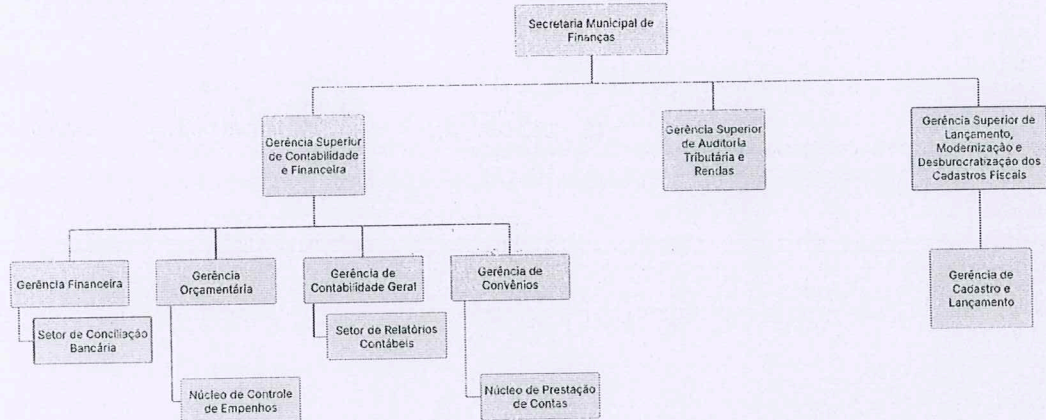 Secretaria Municipal de
Finanças
Gerência Superior
de Contabilidade
e Financeira
Gerência Superior
de Auditoria
Tributária e
Rendas
Gerência Superior de
Lançamento,
Modernização e
Desburocratização dos
Cadastros Fiscais
Gerência Financeira
Gerência
Orçamentária
Gerência de
Contabilidade Geral
Gerência de
Convênios
Gerência de
Cadastro e
Lançamento
Setor de Conciliação
Bancária
Setor de Relatórios
Contábeis
Núcleo de Controle
de Empenhos
Núcleo de Prestação
de Contas